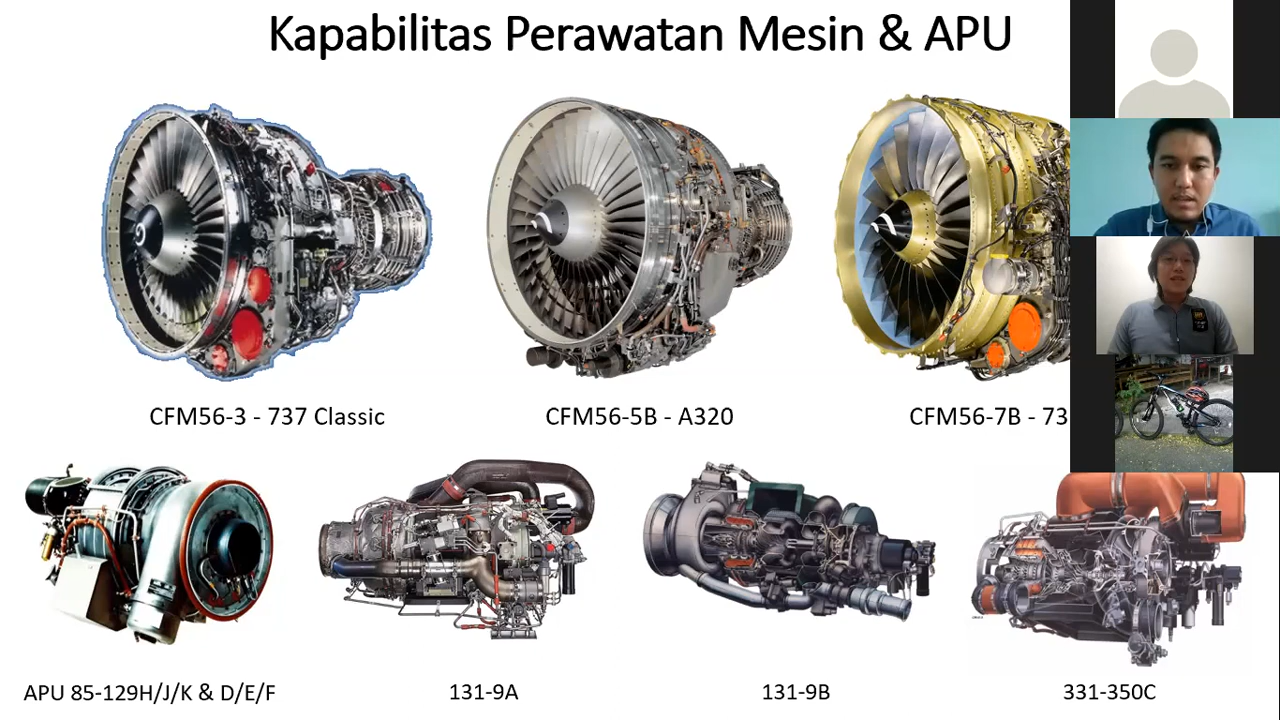 Kapabilitas Perawatan Mesin & APU
CFM56-3 - 737 Classic
CFM56-5B - A320
CFM56-7B - 73
APU 85-129H/J/K & D/E/F
131-9A
131-9B
331-350C